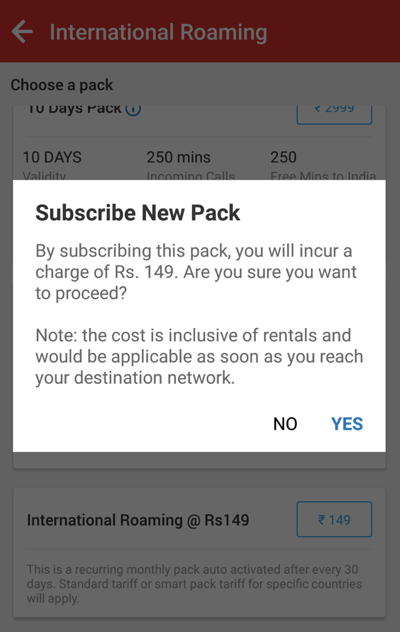 International Roaming
Choose a pack
10 Days Pack
₹ 2999
10 DAYS 250 mins 250
Validity Incoming Calls Free Mins to India
Subscribe New Pack
By subscribing this pack, you will incur a
charge of Rs. 149. Are you sure you want
to proceed?
Note: the cost is inclusive of rentals and
would be applicable as soon as you reach
your destination network.
NO YES
International Roaming @ Rs149
₹ 149
This is a recurring monthly pack auto activated after every 30
days. Standard tariff or smart pack tariff for specific countries
will apply.